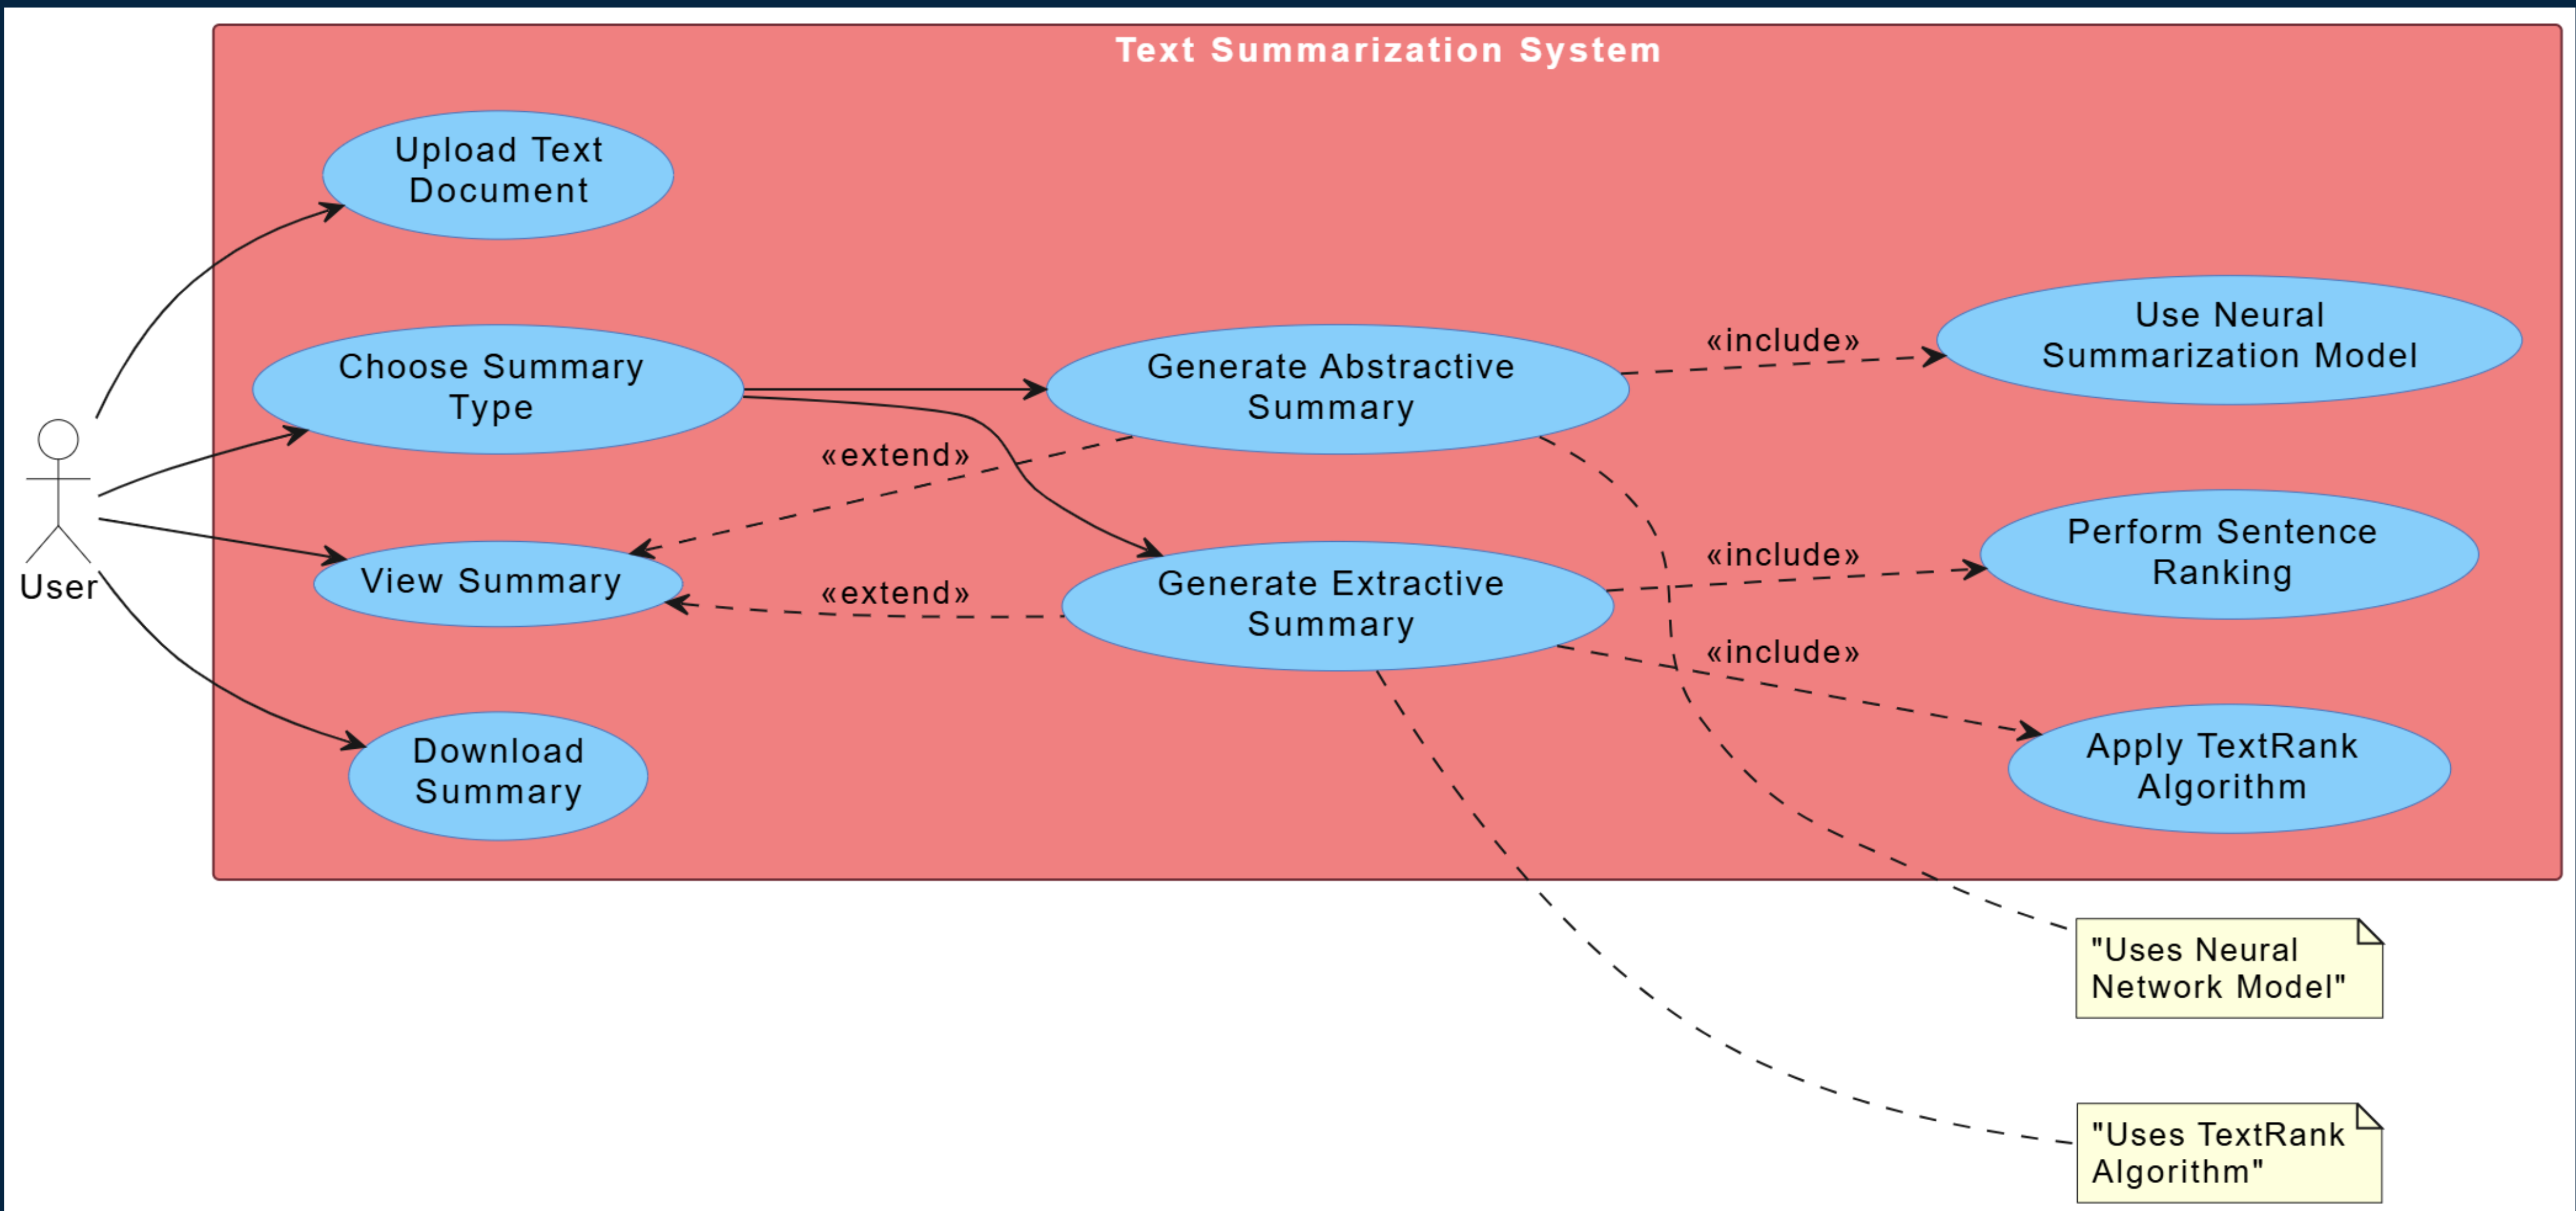 Text Summarization System
Upload Text
Document
Choose Summary
Type
Generate Abstractive
Summary
«include»
Use Neural
Summarization Model
«extend»
User
View Summary
«extend»
Generate Extractive
Summary
«include»
Perform Sentence
Ranking
«include»
Apply TextRank
Algorithm
Download
Summary
"Uses Neural
Network Model"
"Uses TextRank
Algorithm"